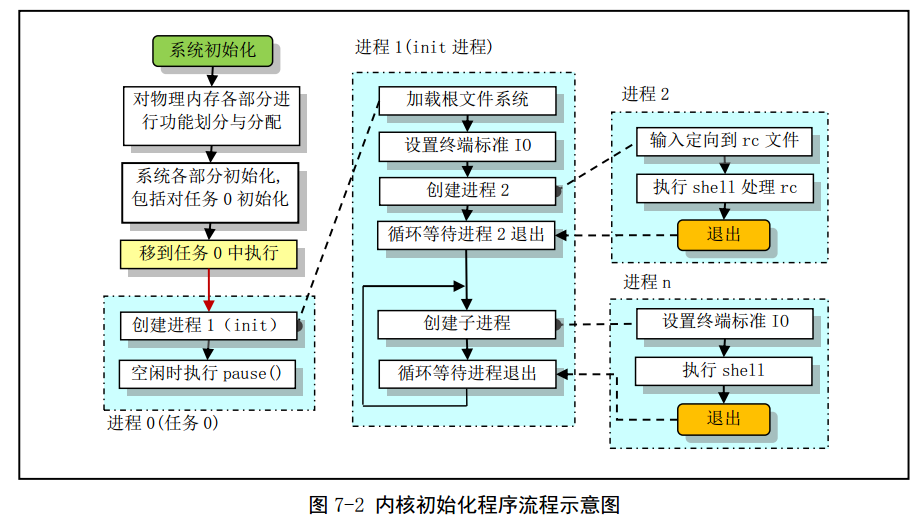 系统初始化
对物理内存各部分进
行功能划分与分配
系统各部分初始化,
包括对任务 0 初始化
移到任务 0 中执行
创建进程 1（init）
空闲时执行 pause()
进程 0(任务 0)
进程 1(init 进程)
加载根文件系统
设置终端标准 IO
创建进程 2
循环等待进程 2 退出
创建子进程
循环等待进程退出
进程 2
输入定向到 rc 文件
执行 shell 处理 rc
退出
进程 n
设置终端标准 IO
执行 shell
退出
图 7-2 内核初始化程序流程示意图